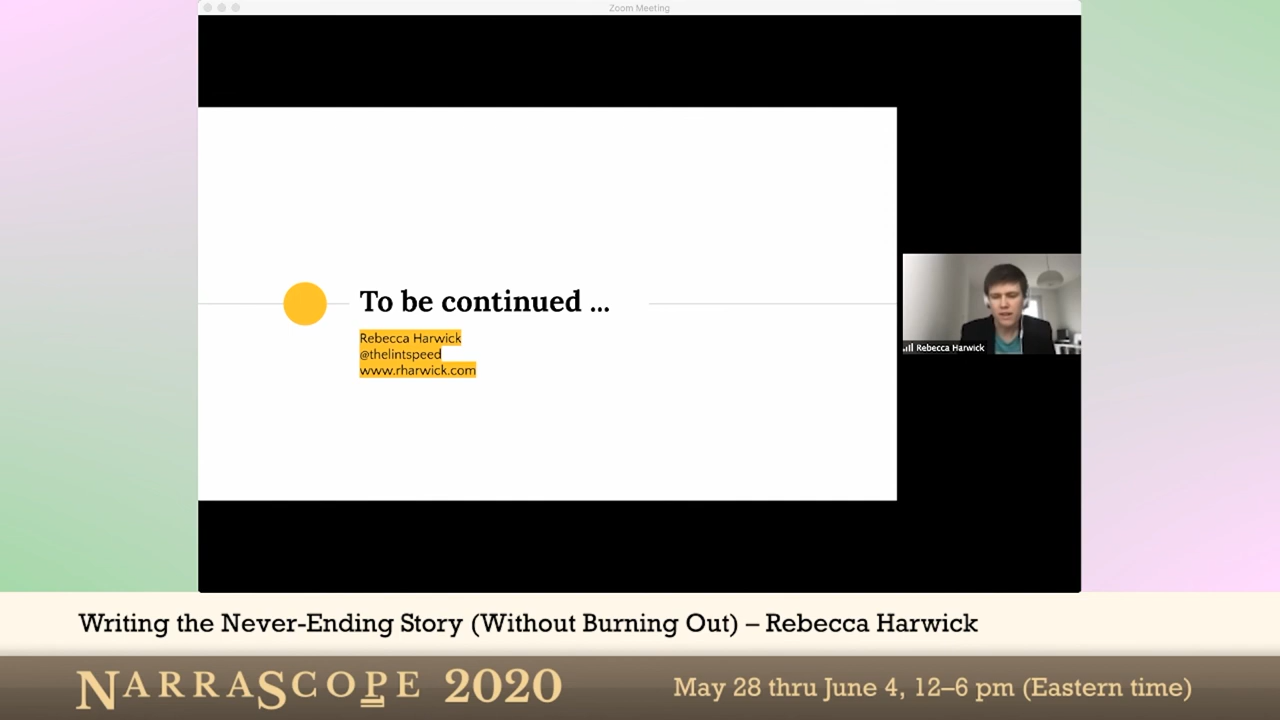 Zoom Meeting
To be continued ...
Rebecca Harwick
@thelintspeed
www.rharwick.com
Rebecca Harwick
Writing the Never-Ending Story (Without Burning Out) – Rebecca Harwick
NARRASCOPE 2020
May 28 thru June 4, 12–6 pm (Eastern time)